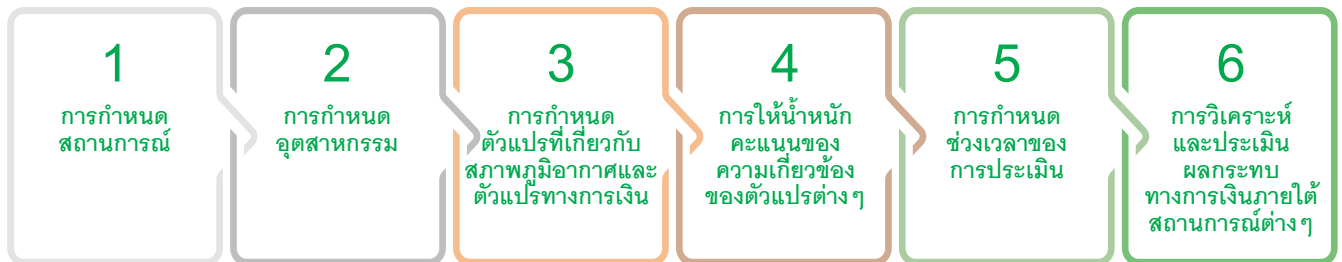 1
การกำหนด
สถานการณ์
2
การกำหนด
อุตสาหกรรม
3
การกำหนด
ตัวแปรที่เกี่ยวกับ
สภาพภูมิอากาศและ
ตัวแปรทางการเงิน
4
การให้น้ำหนัก
คะแนนของ
ความเกี่ยวข้อง
ของตัวแปรต่างๆ
5
การกำหนด
ช่วงเวลาของ
การประเมิน
6
การวิเคราะห์
และประเมิน
ผลกระทบ
ทางการเงินภายใต้
สถานการณ์ต่างๆ